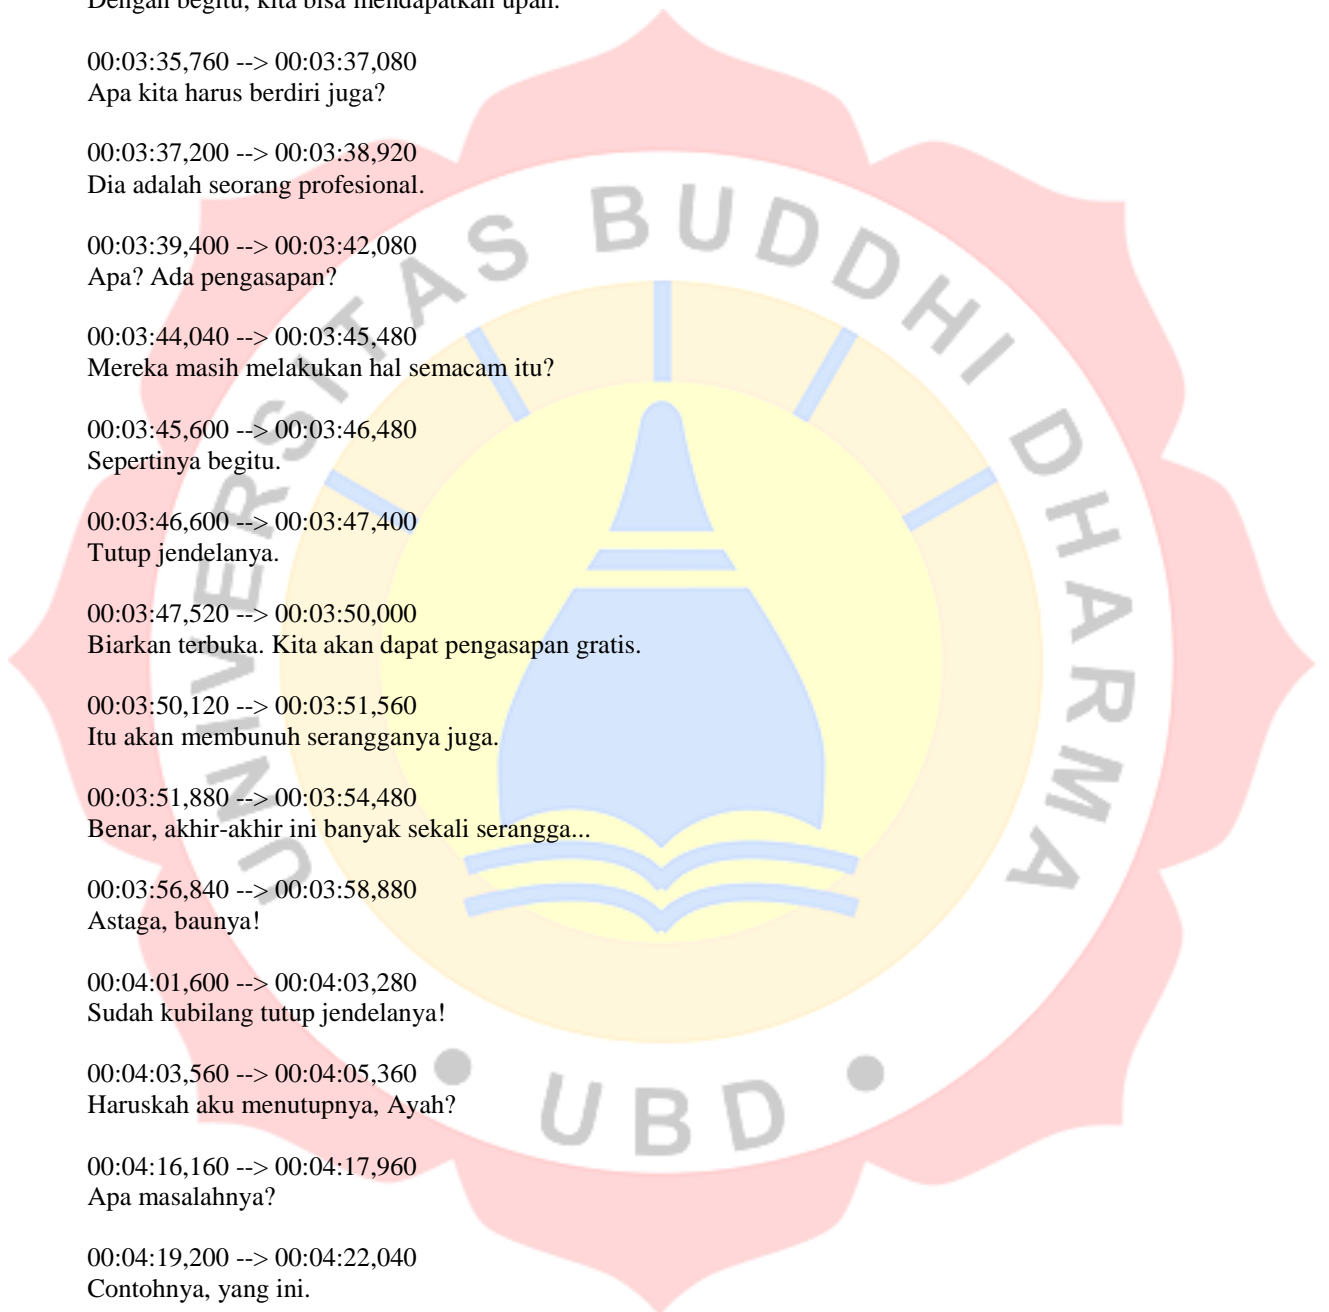 Dengan begitu, kita bisa mendapatkan upah.
00:03:35,760 --> 00:03:37,080
Apa kita harus berdiri juga?
00:03:37,200 --> 00:03:38,920
Dia adalah seorang profesional.
00:03:39,400 --> 00:03:42,080
Apa? Ada pengasapan?
00:03:44,040 --> 00:03:45,480
Mereka masih melakukan hal semacam itu?
00:03:45,600 --> 00:03:46,480
Sepertinya begitu.
00:03:46,600 --> 00:03:47,400
Tutup jendelanya.
00:03:47,520 --> 00:03:50,000
Biarkan terbuka. Kita akan dapat pengasapan gratis.
00:03:50,120 --> 00:03:51,560
Itu akan membunuh serangganya juga.
00:03:51,880 --> 00:03:54,480
Benar, akhir-akhir ini banyak sekali serangga...
00:03:56,840 --> 00:03:58,880
Astaga, baunya!
00:04:01,600 --> 00:04:03,280
Sudah kubilang tutup jendelanya!
00:04:03,560 --> 00:04:05,360
Haruskah aku menutupnya, Ayah?
00:04:16,160 --> 00:04:17,960
Apa masalahnya?
00:04:19,200 --> 00:04:22,040
Contohnya, yang ini.
UNIVERSITAS BUDDHI DHARMA
• UBD •